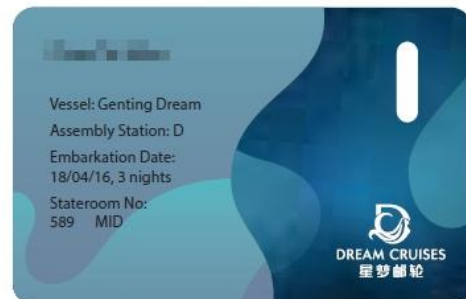 Vessel: Genting Dream
Assembly Station: D
Embarkation Date:
18/04/16, 3 nights
Stateroom No:
589 MID
DREAM CRUISES
星梦邮轮